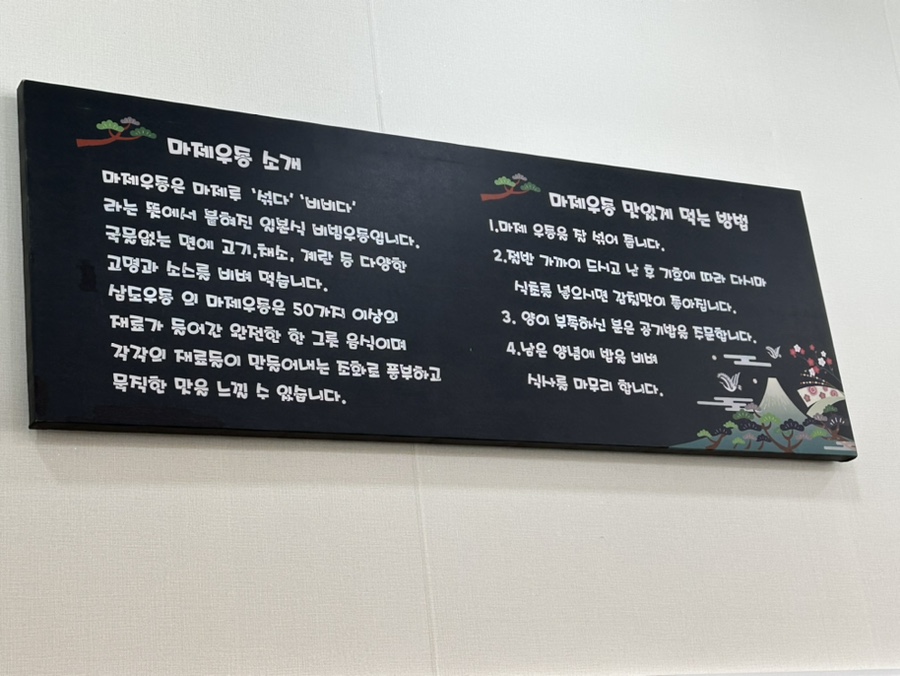 마제우동 소개
마제우동은 마제루 '섞다' '비비다'
라는 뜻에서 붙혀진 일본식 비빔우동입니다.
국물없는 면에 고기,채소, 계란 등 다양한
고명과 소스를 비벼 먹습니다.
삼도우동 의 마제우동은 50가지 이상의
재료가 들어간 완전한 한 그릇 음식이며
각각의 재료들이 만들어내는 조화로 풍부하고
묵직한 맛을 느낄 수 있습니다.
마제우동 맛있게 먹는 방법
1.마제 우동을 잘 섞어 줍니다.
2.절반 가까이 드시고 난 후 기호에 따라 다시마
식초를 넣으시면 감칠맛이 좋아집니다.
3. 양이 부족하신 분은 공기밥을 주문합니다.
4.남은 양념에 밥을 비벼
식사를 마무리 합니다.